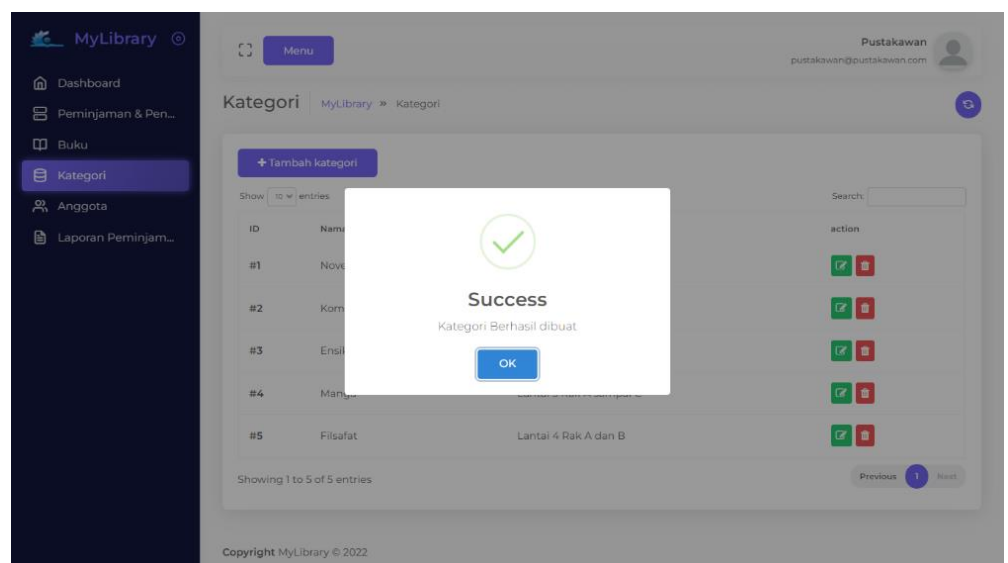 MyLibrary
Dashboard
Peminjaman & Pen...
Buku
Kategori
Anggota
Laporan Peminjam...
Menu
Pustakawan
pustakawan@pustakawan.com
Kategori MyLibrary » Kategori
+ Tambah kategori
Show 10 entries
Search:
ID action
#1
#2
#3
#4
#5 Filsafat Lantai 4 Rak A dan B
Success
Kategori Berhasil dibuat
OK
Showing 1 to 5 of 5 entries
Previous 1 Next
Copyright MyLibrary © 2022